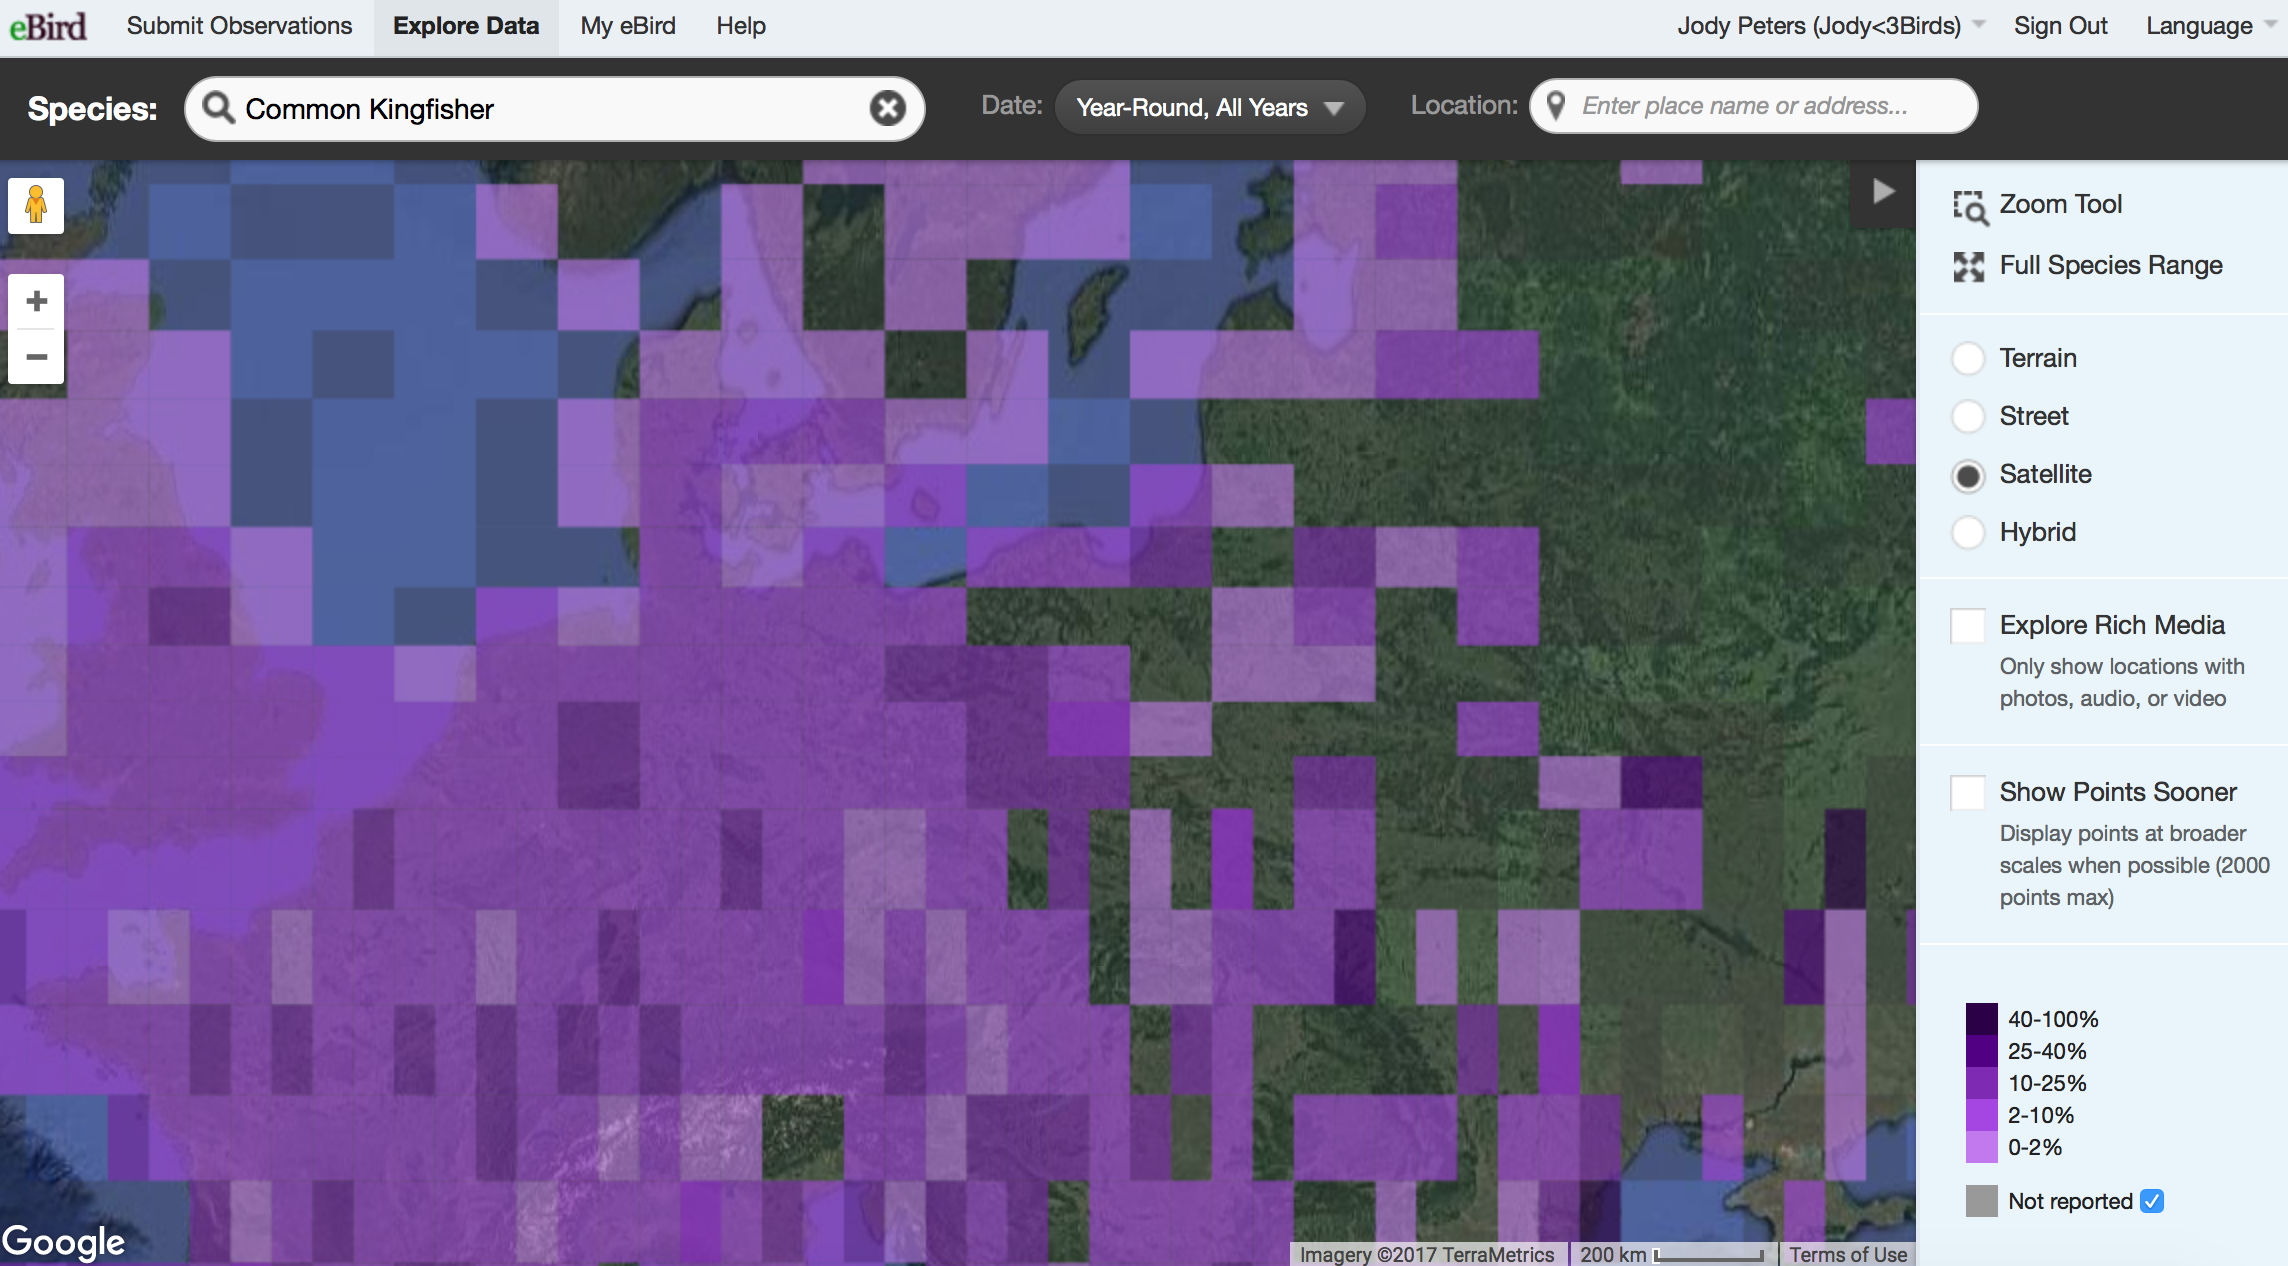 eBird Submit Observations Explore Data My eBird Help Jody Peters (Jody<3Birds) Sign Out Language
Species: Common Kingfisher Date: Year-Round, All Years Location: Enter place name or address...
Zoom Tool
Full Species Range
Terrain
Street
Satellite
Hybrid
Explore Rich Media
Only show locations with
photos, audio, or video
Show Points Sooner
Display points at broader
scales when possible (2000
points max)
40-100%
25-40%
10-25%
2-10%
0-2%
Not reported
Google
Imagery ©2017 TerraMetrics 200 km Terms of Use